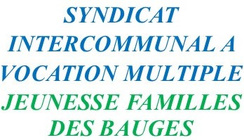 SYNDICAT
INTERCOMMUNAL A
VOCATION MULTIPLE
JEUNESSE FAMILLES
DES BAUGES